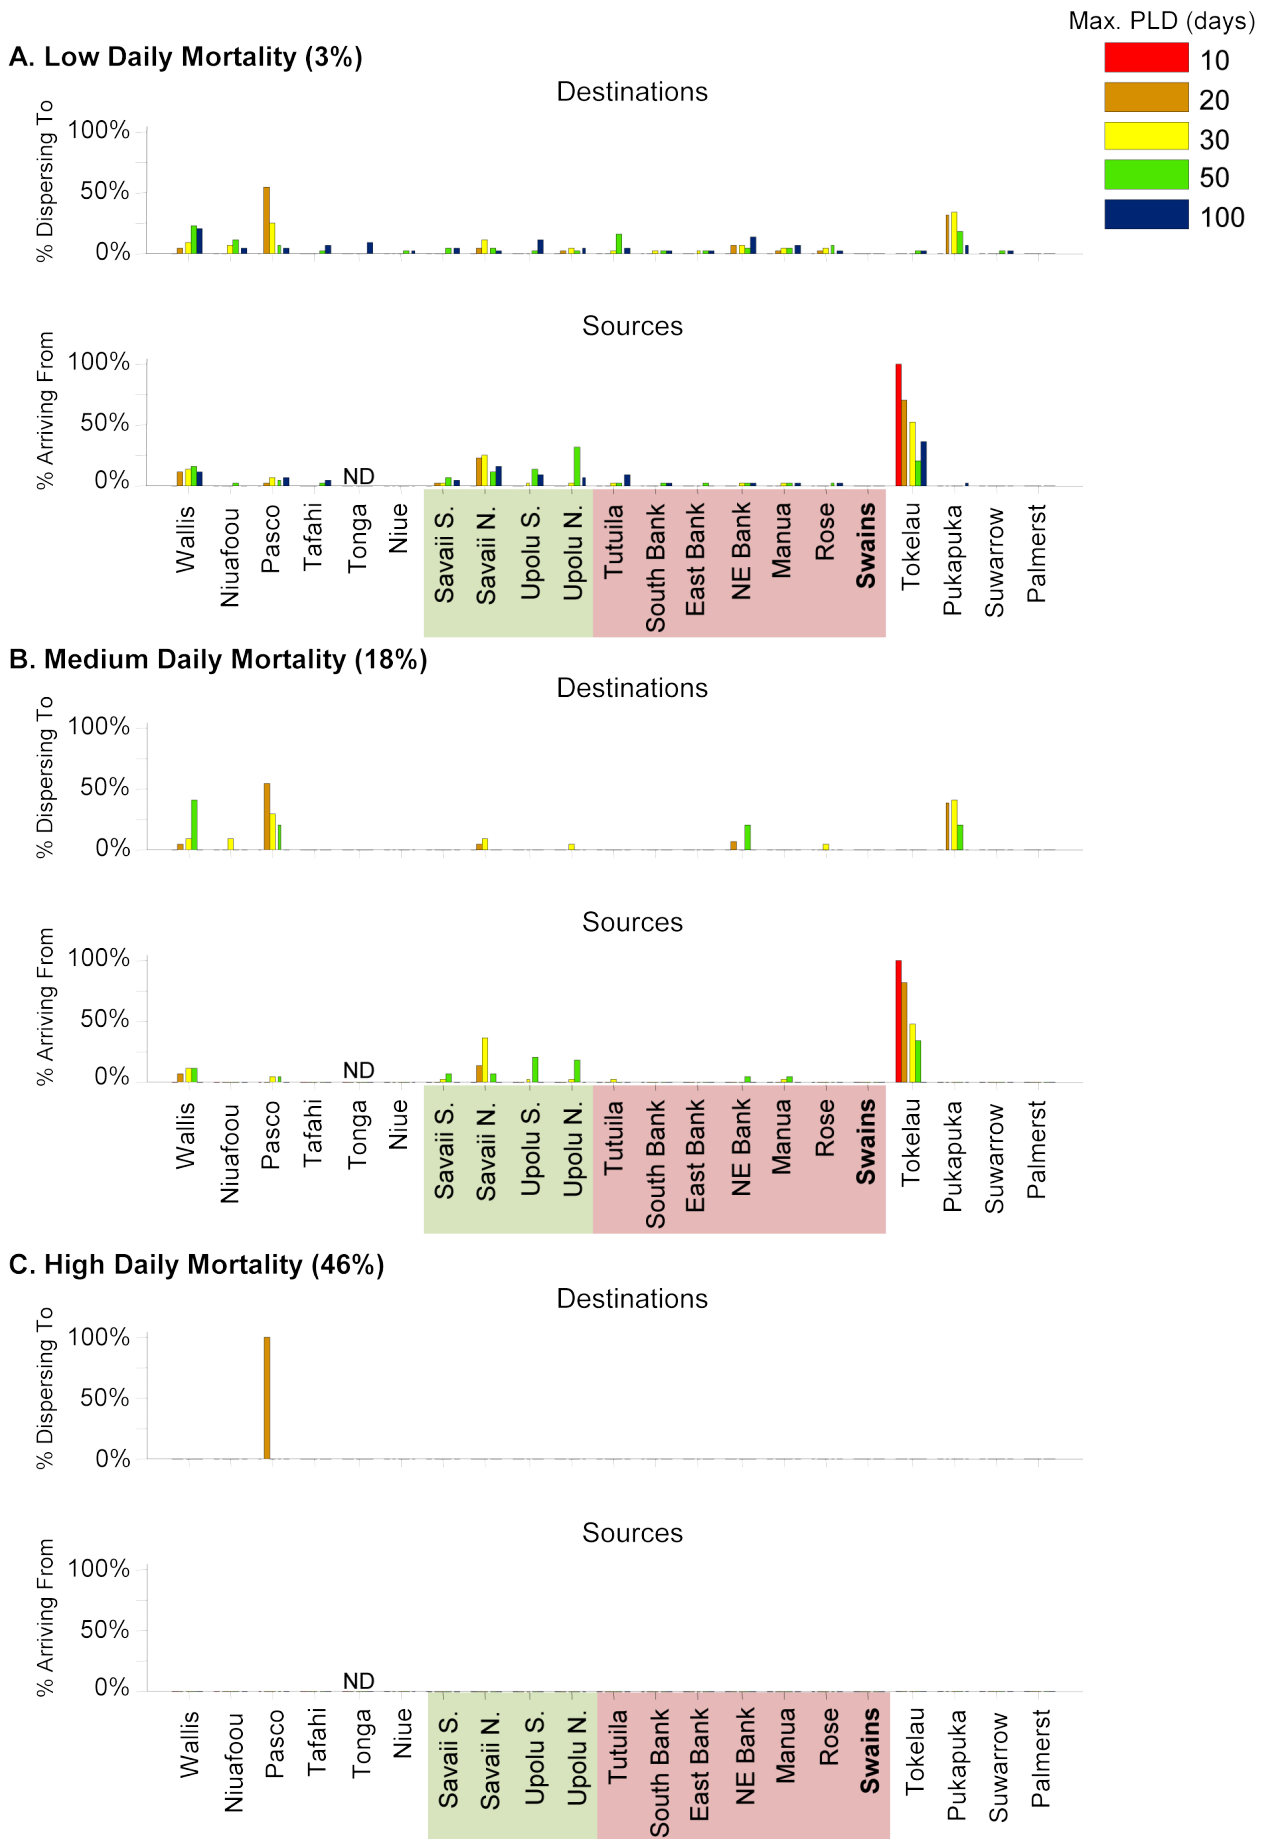 Max. PLD (days)
10
20
30
50
100
A. Low Daily Mortality (3%)
Destinations
% Dispersing To
100%
50%
0%
Sources
% Arriving From
100%
50%
0%
ND
Wallis
Niuafoou
Pasco
Tafahi
Tonga
Niue
Savaii S.
Savaii N.
Upolu S.
Upolu N.
Tutuila
South Bank
East Bank
NE Bank
Manua
Rose
Swains
Tokelau
Pukapuka
Suwarrow
Palmerst
B. Medium Daily Mortality (18%)
Destinations
% Dispersing To
100%
50%
0%
Sources
% Arriving From
100%
50%
0%
ND
Wallis
Niuafoou
Pasco
Tafahi
Tonga
Niue
Savaii S.
Savaii N.
Upolu S.
Upolu N.
Tutuila
South Bank
East Bank
NE Bank
Manua
Rose
Swains
Tokelau
Pukapuka
Suwarrow
Palmerst
C. High Daily Mortality (46%)
Destinations
% Dispersing To
100%
50%
0%
Sources
% Arriving From
100%
50%
0%
ND
Wallis
Niuafoou
Pasco
Tafahi
Tonga
Niue
Savaii S.
Savaii N.
Upolu S.
Upolu N.
Tutuila
South Bank
East Bank
NE Bank
Manua
Rose
Swains
Tokelau
Pukapuka
Suwarrow
Palmerst